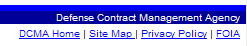 Defense Contract Management Agency
DCMA Home | Site Map | Privacy Policy | FOIA